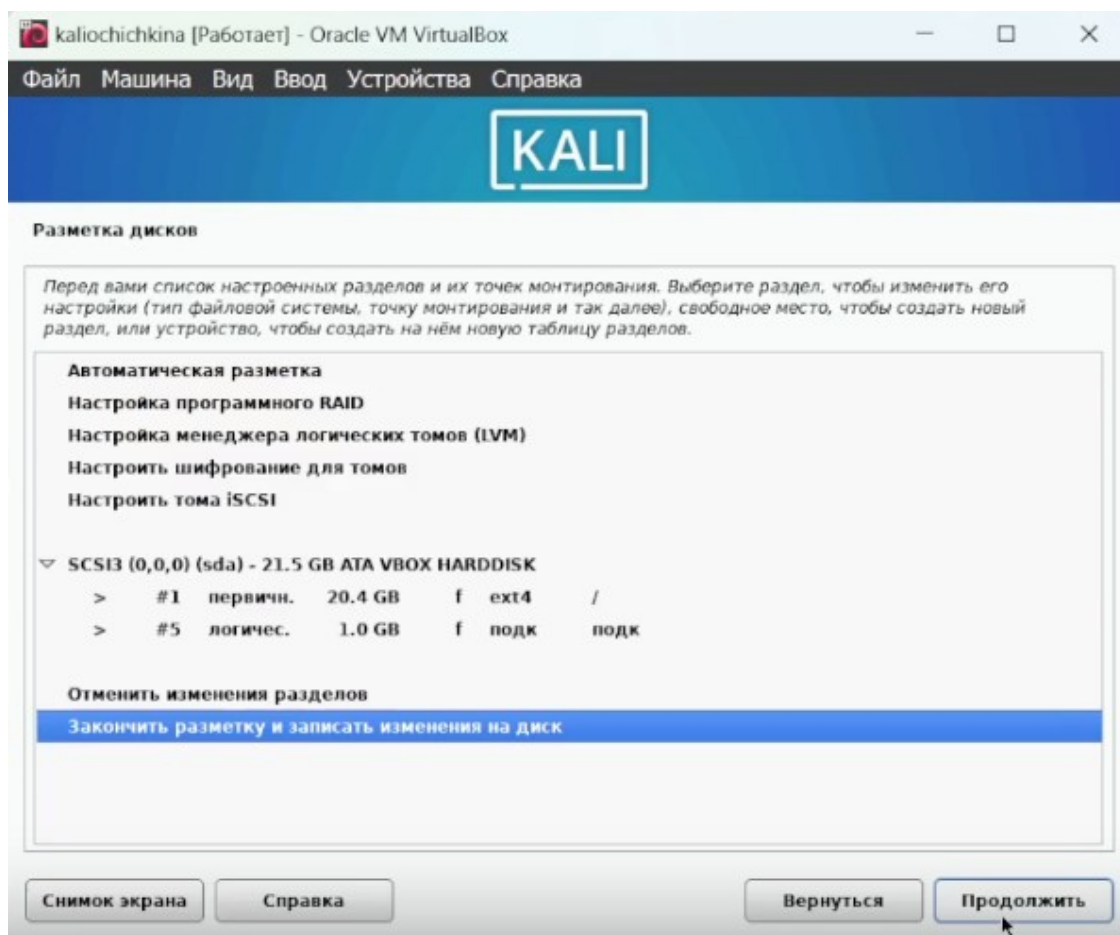 kaliochichkina [Работает] - Oracle VM VirtualBox
Файл Машина Вид Ввод Устройства Справка
KALI
Разметка дисков
Перед вами список настроенных разделов и их точек монтирования. Выберите раздел, чтобы изменить его
настройки (тип файловой системы, точку монтирования и так далее), свободное место, чтобы создать новый
раздел, или устройство, чтобы создать на нём новую таблицу разделов.
Автоматическая разметка
Настройка программного RAID
Настройка менеджера логических томов (LVM)
Настроить шифрование для томов
Настроить тома iSCSI
SCSI3 (0,0,0) (sda) - 21.5 GB ATA VBOX HARDDISK
> #1 первичн. 20.4 GB f ext4 /
> #5 логичес. 1.0 GB f подк подк
Отменить изменения разделов
Закончить разметку и записать изменения на диск
Снимок экрана Справка Вернуться Продолжить